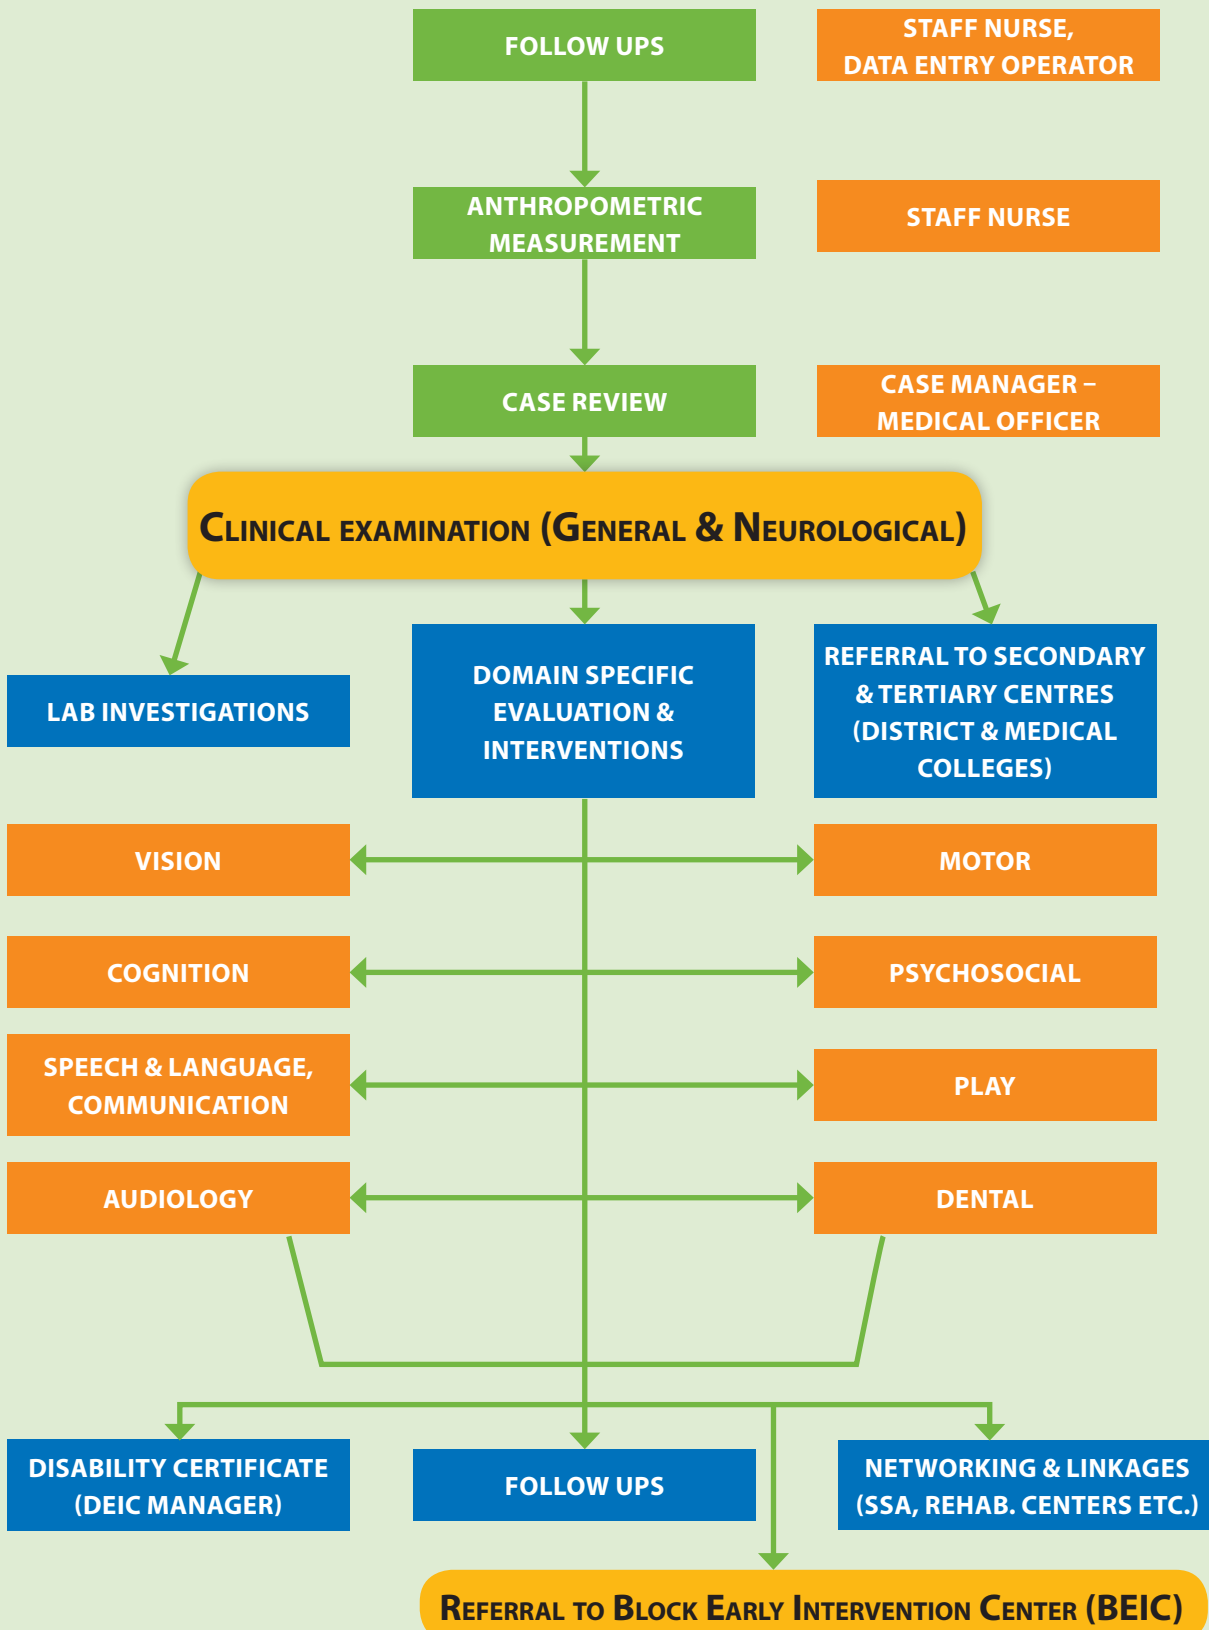 FOLLOW UPS
STAFF NURSE,
DATA ENTRY OPERATOR
ANTHROPOMETRIC
MEASUREMENT
STAFF NURSE
CASE REVIEW
CASE MANAGER –
MEDICAL OFFICER
CLINICAL EXAMINATION (GENERAL & NEUROLOGICAL)
LAB INVESTIGATIONS
DOMAIN SPECIFIC
EVALUATION &
INTERVENTIONS
REFERRAL TO SECONDARY
& TERTIARY CENTRES
(DISTRICT & MEDICAL
COLLEGES)
VISION
MOTOR
COGNITION
PSYCHOSOCIAL
SPEECH & LANGUAGE,
COMMUNICATION
PLAY
AUDIOLOGY
DENTAL
DISABILITY CERTIFICATE
(DEIC MANAGER)
FOLLOW UPS
NETWORKING & LINKAGES
(SSA, REHAB. CENTERS ETC.)
REFERRAL TO BLOCK EARLY INTERVENTION CENTER (BEIC)